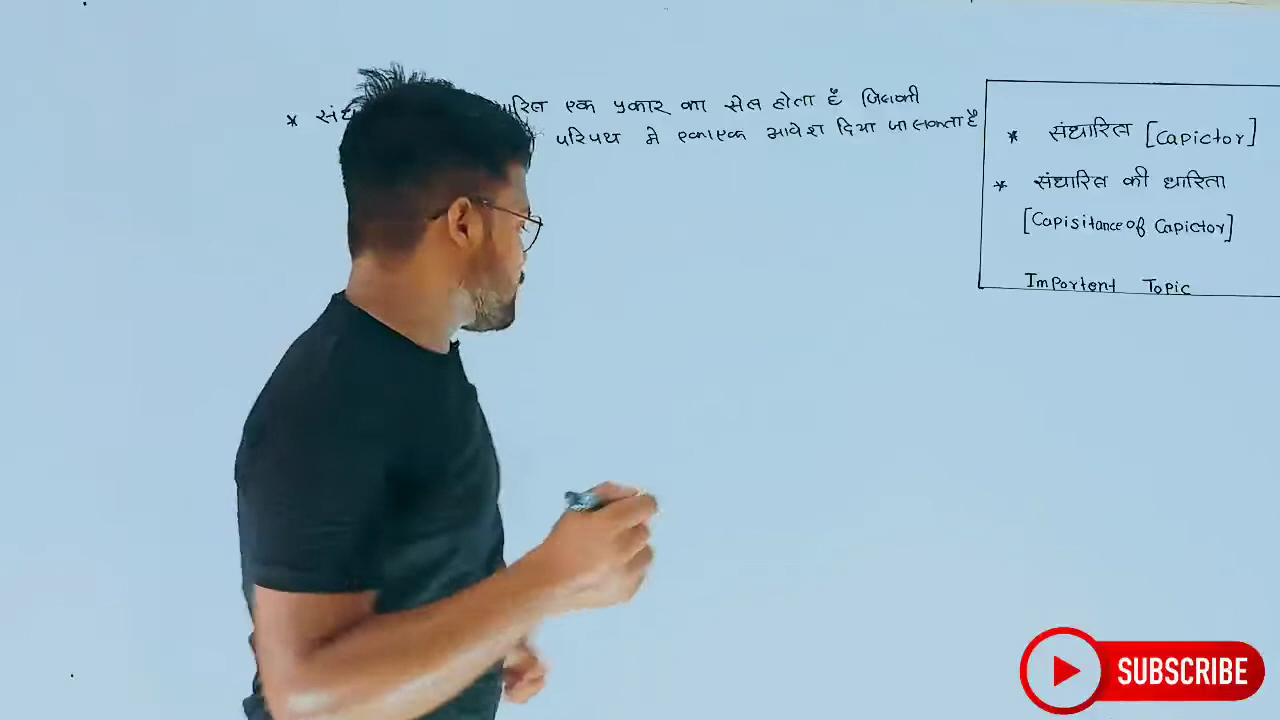 * एक प्रकार का सेल होता हैं जिसकी
परिपथ मे एकाएक आवेश दिया जा सकता है
* संधारित्र [Capictor]
* संधारित्र की धारिता
[Capisitance of Capictor]
Importent Topic
SUBSCRIBE